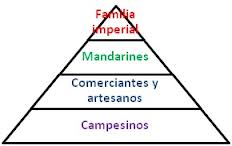 Familia
imperial
Mandarines
Comerciantes y
artesanos
Campesinos